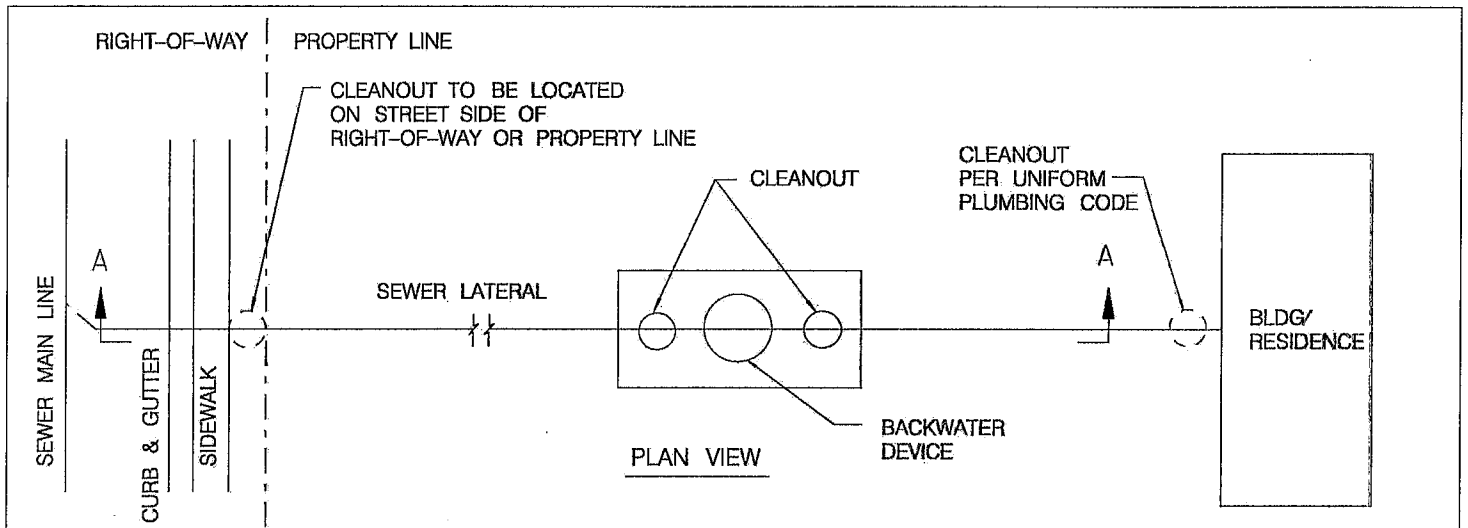 RIGHT-OF-WAY
PROPERTY LINE
CLEANOUT TO BE LOCATED
ON STREET SIDE OF
RIGHT-OF-WAY OR PROPERTY LINE
CLEANOUT
CLEANOUT
PER UNIFORM
PLUMBING CODE
A
A
SEWER MAIN LINE
CURB & GUTTER
SIDEWALK
SEWER LATERAL
BLDG/
RESIDENCE
BACKWATER
DEVICE
PLAN VIEW